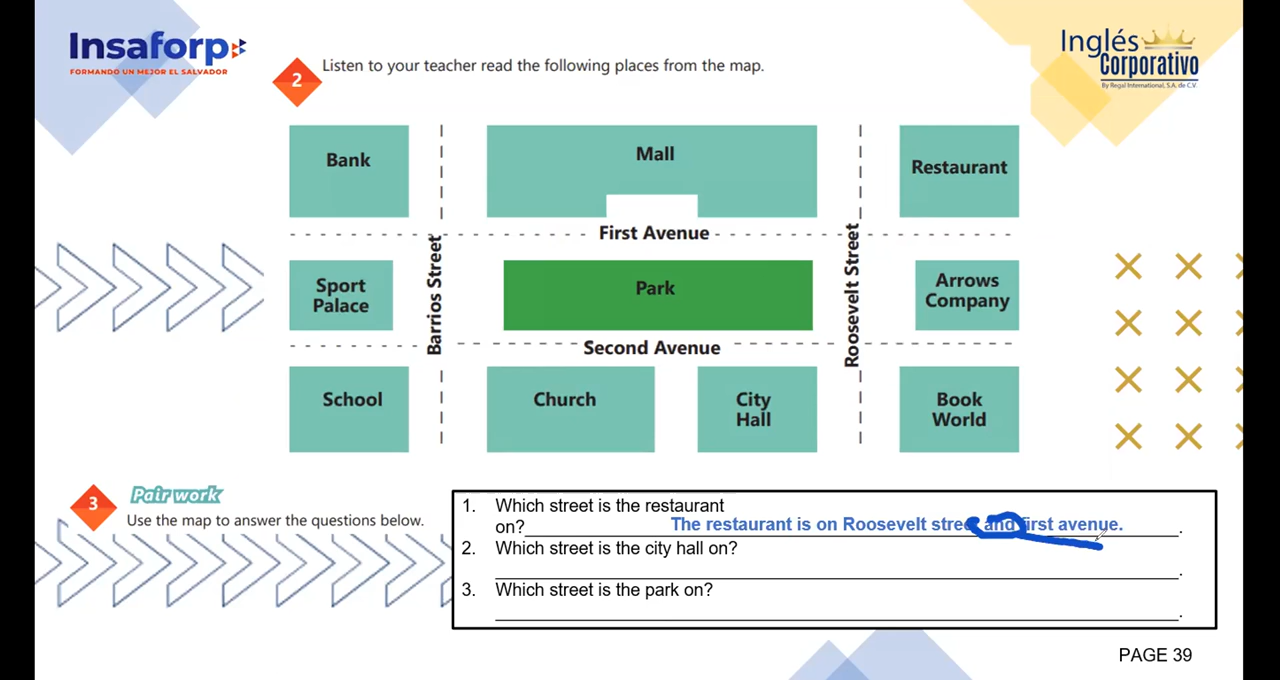 Insaforp
FORMANDO UN MEJOR EL SALVADOR
Inglés
Corporativo
By Regal International, S.A. de C.V.
2
Listen to your teacher read the following places from the map.
Bank
Mall
Restaurant
First Avenue
Barrios Street
Roosevelt Street
Sport
Palace
Park
Arrows
Company
Second Avenue
School
Church
City
Hall
Book
World
3
Pair work
Use the map to answer the questions below.
1. Which street is the restaurant
on? The restaurant is on Roosevelt street and first avenue. .
2. Which street is the city hall on?
.
3. Which street is the park on?
.
PAGE 39